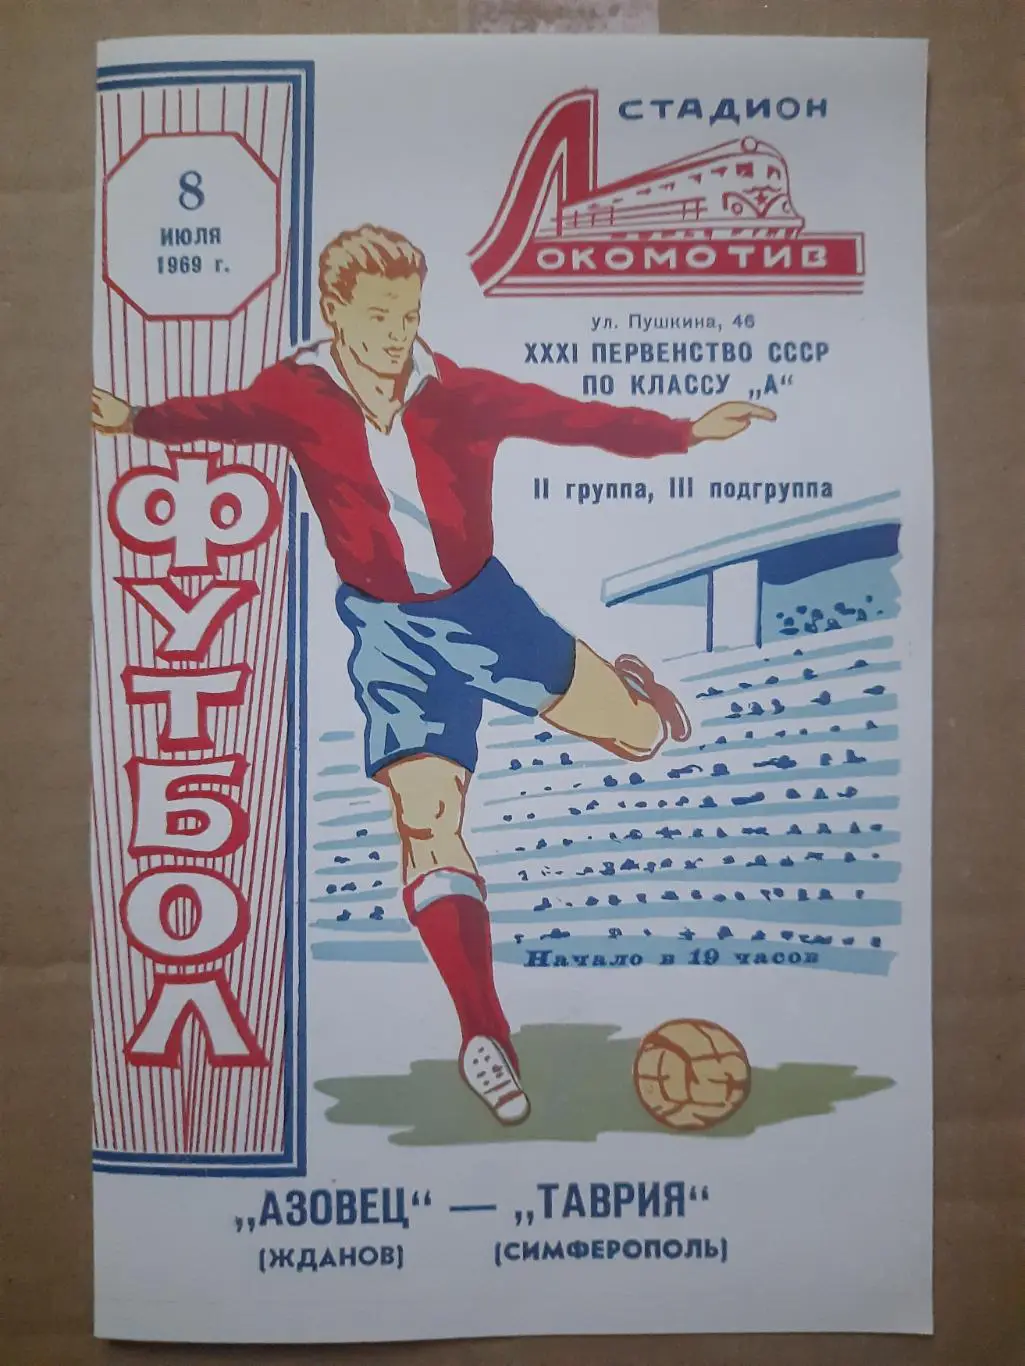 8
ИЮЛЯ
1969 г.
ФУТБОЛ
СТАДИОН
ЛОКОМОТИВ
ул. Пушкина, 46
XXXI ПЕРВЕНСТВО СССР
ПО КЛАССУ „А“
II группа, III подгруппа
Начало в 19 часов
„АЗОВЕЦ“ — „ТАВРИЯ“
(ЖДАНОВ) (СИМФЕРОПОЛЬ)